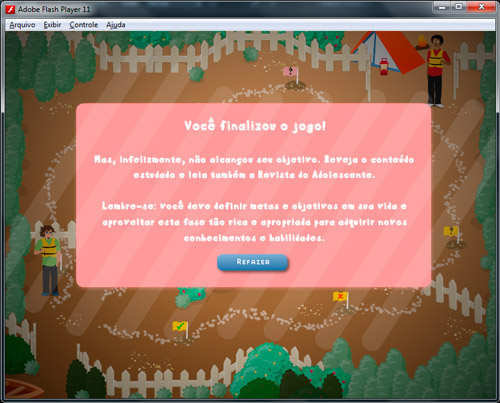 Adobe Flash Player 11
Arquivo Exibir Controle Ajuda
?
Você finalizou o jogo!
Mas, infelizmente, não alcançou seu objetivo. Reveja o conteúdo
estudado e leia também a Revista do Adolescente.
Lembre-se: você deve definir metas e objetivos em sua vida e
aproveitar esta fase tão rica e apropriada para adquirir novos
conhecimentos e habilidades.
?
Refazer